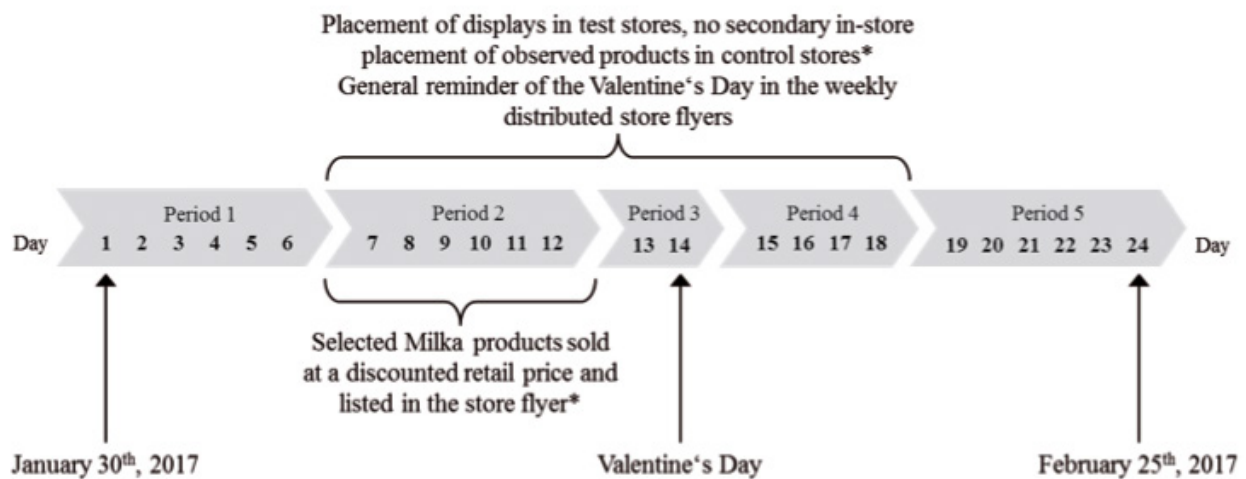 Placement of displays in test stores, no secondary in-store
placement of observed products in control stores*
General reminder of the Valentine‘s Day in the weekly
distributed store flyers
Period 1
Period 2
Period 3
Period 4
Period 5
Day
1 2 3 4 5 6
7 8 9 10 11 12
13 14
15 16 17 18
19 20 21 22 23 24
Day
Selected Milka products sold
at a discounted retail price and
listed in the store flyer*
January 30th, 2017
Valentine‘s Day
February 25th, 2017